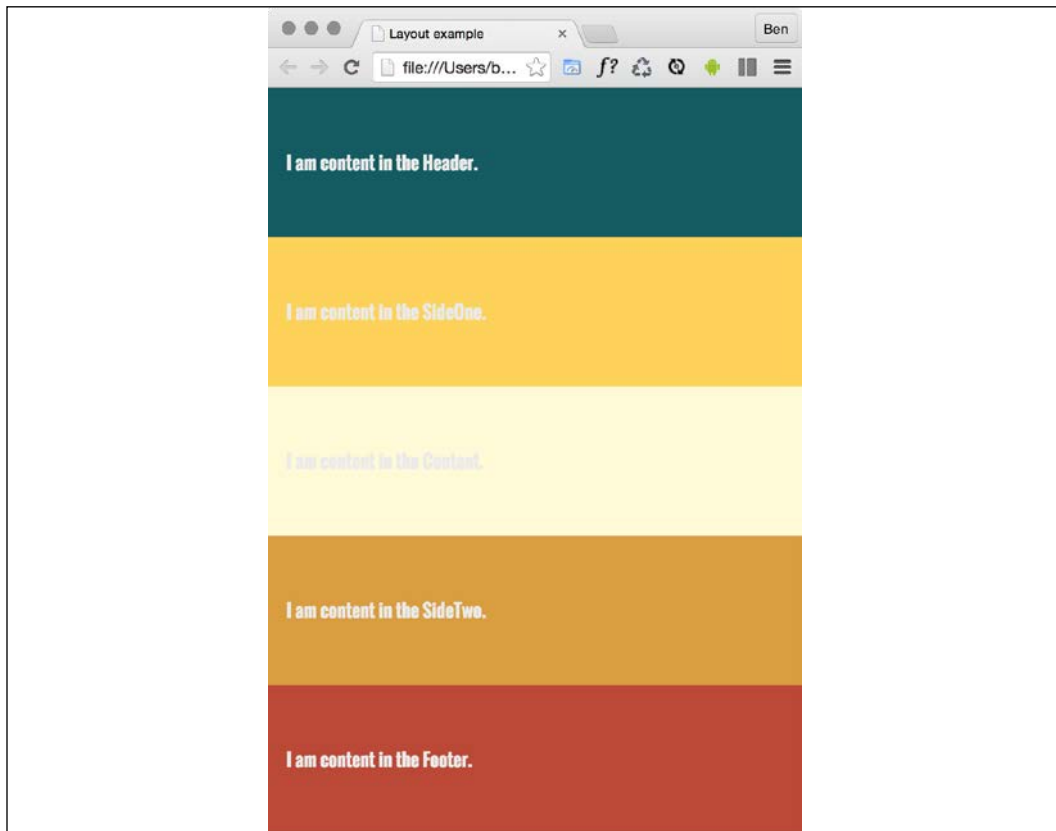 Layout example
Ben
file:///Users/b...
f?
I am content in the Header.
I am content in the SideOne.
I am content in the Content.
I am content in the SideTwo.
I am content in the Footer.